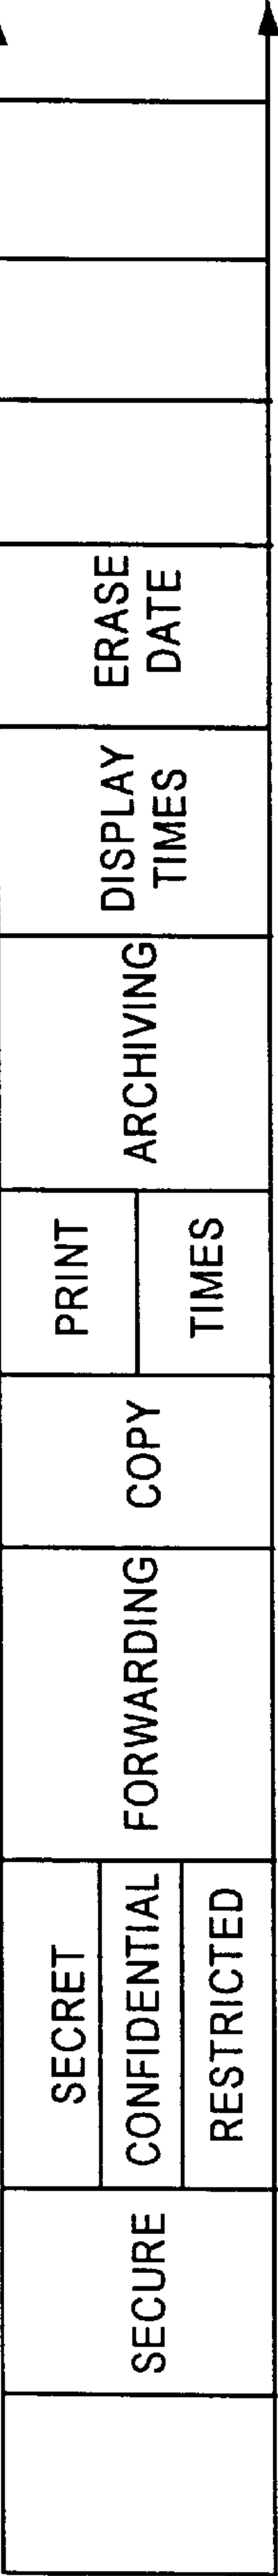 SECURE
SECRET
CONFIDENTIAL
RESTRICTED
FORWARDING
COPY
PRINT
TIMES
ARCHIVING
DISPLAY
TIMES
ERASE
DATE